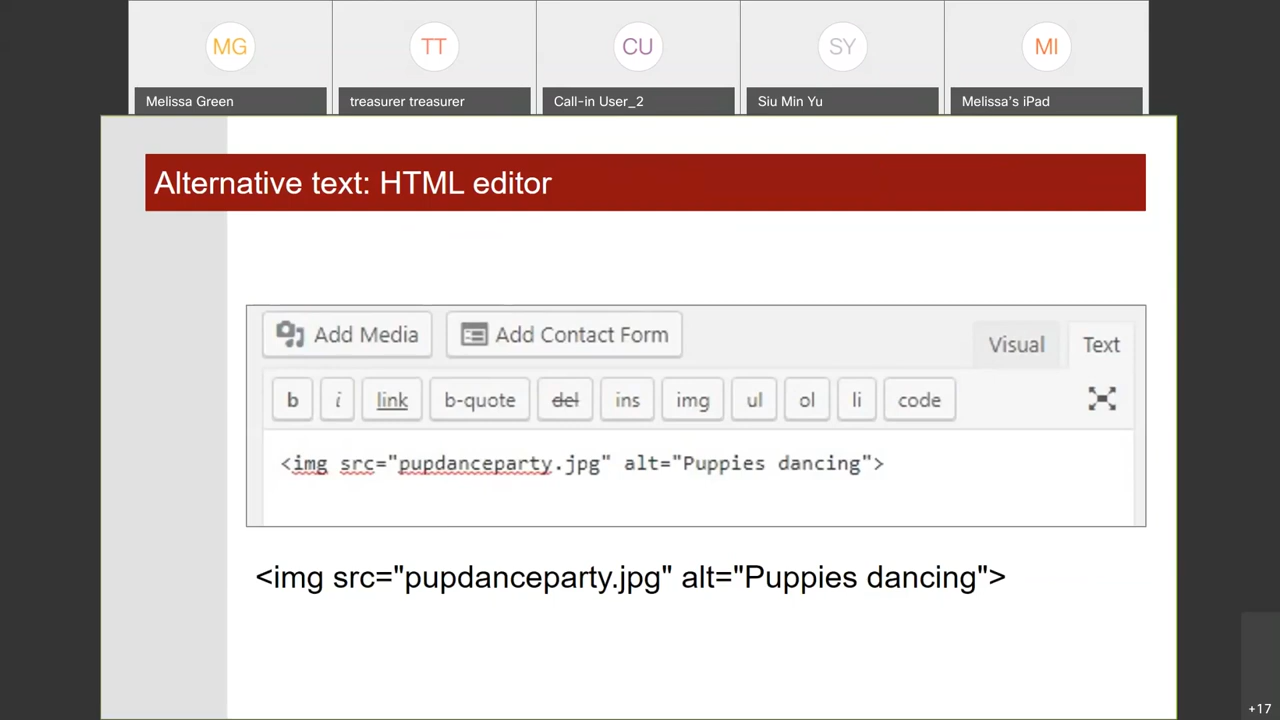 MG TT CU SY MI
Melissa Green treasurer treasurer Call-in User_2 Siu Min Yu Melissa's iPad
Alternative text: HTML editor
Add Media Add Contact Form Visual Text
b i link b-quote del ins img ul ol li code
<img src="pupdanceparty.jpg" alt="Puppies dancing">
<img src="pupdanceparty.jpg" alt="Puppies dancing">
+17